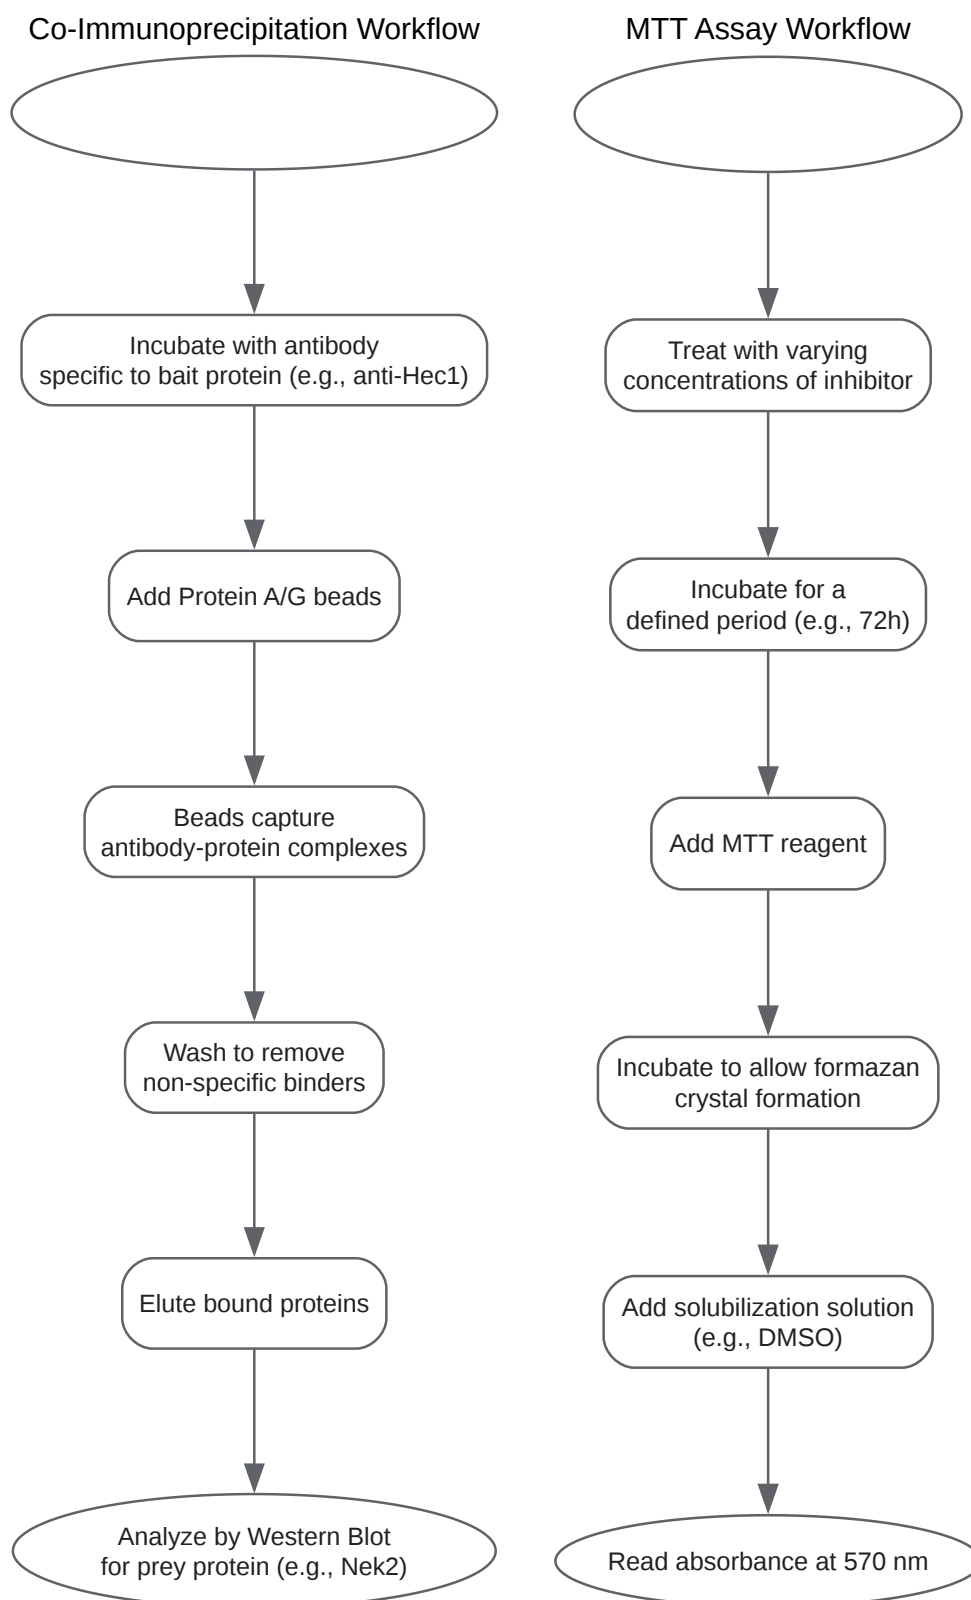 Co-Immunoprecipitation Workflow
Incubate with antibody
specific to bait protein (e.g., anti-Hec1)
Add Protein A/G beads
Beads capture
antibody-protein complexes
Wash to remove
non-specific binders
Elute bound proteins
Analyze by Western Blot
for prey protein (e.g., Nek2)
MTT Assay Workflow
Treat with varying
concentrations of inhibitor
Incubate for a
defined period (e.g., 72h)
Add MTT reagent
Incubate to allow formazan
crystal formation
Add solubilization solution
(e.g., DMSO)
Read absorbance at 570 nm